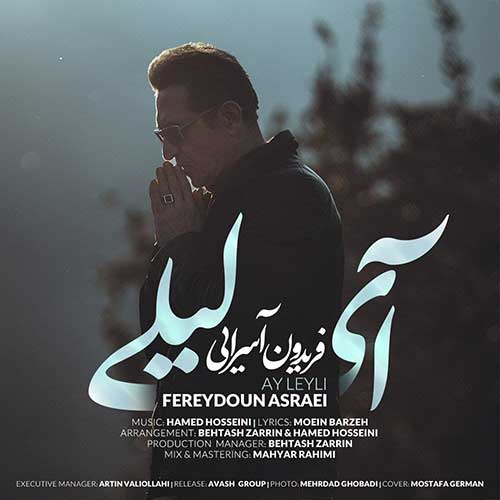 آی لیلی
فریدون آسرایی
AY LEYLI
FEREYDOUN ASRAEI
MUSIC: HAMED HOSSEINI | LYRICS: MOEIN BARZEH
ARRANGEMENT: BEHTASH ZARRIN & HAMED HOSSEINI
PRODUCTION MANAGER: BEHTASH ZARRIN
MIX & MASTERING: MAHYAR RAHIMI
EXECUTIVE MANAGER: ARTIN VALIOLLAHI | RELEASE: AVASH GROUP | PHOTO: MEHRDAD GHOBADI | COVER: MOSTAFA GERMAN